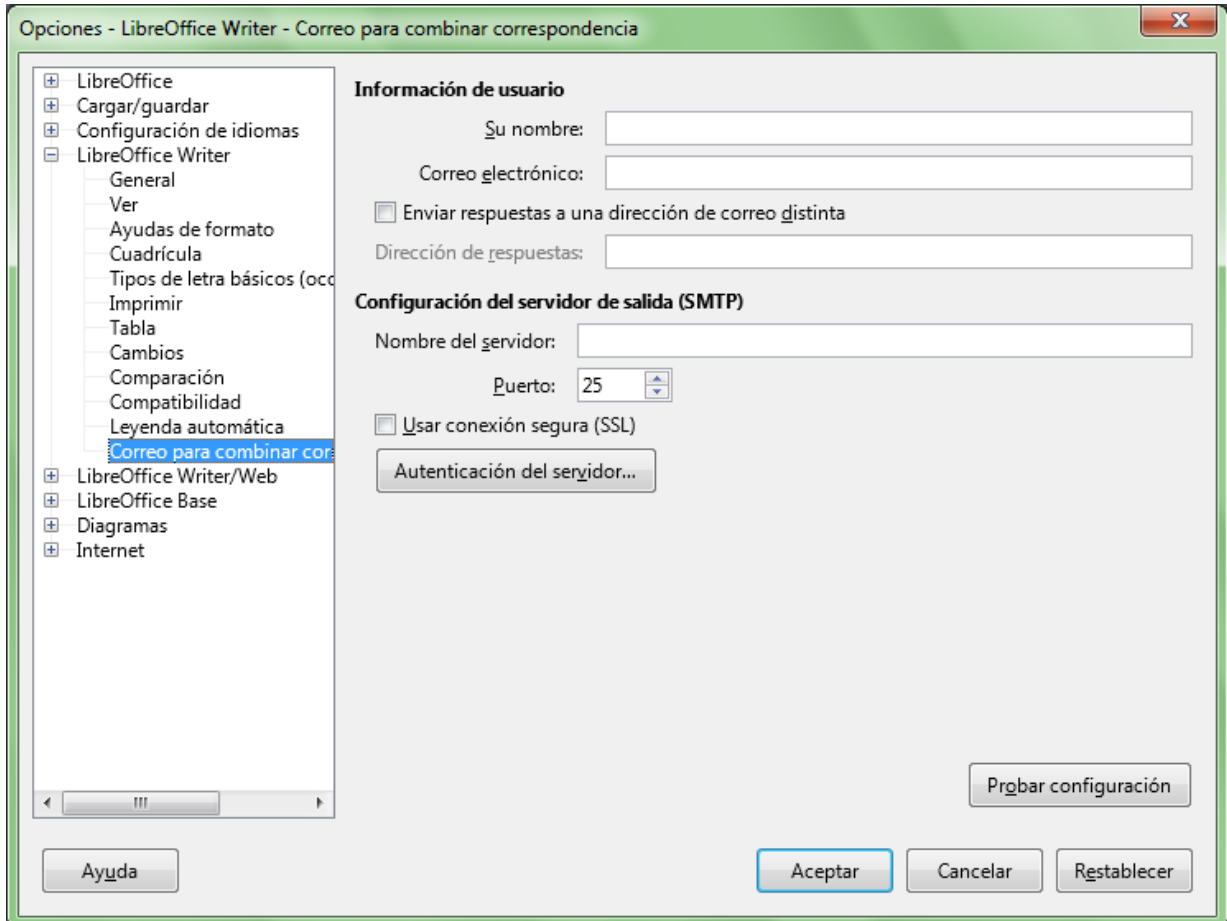 Opciones - LibreOffice Writer - Correo para combinar correspondencia
LibreOffice
Cargar/guardar
Configuración de idiomas
LibreOffice Writer
General
Ver
Ayudas de formato
Cuadrícula
Tipos de letra básicos (occ
Imprimir
Tabla
Cambios
Comparación
Compatibilidad
Leyenda automática
Correo para combinar cor
LibreOffice Writer/Web
LibreOffice Base
Diagramas
Internet
Información de usuario
Su nombre:
Correo electrónico:
Enviar respuestas a una dirección de correo distinta
Dirección de respuestas:
Configuración del servidor de salida (SMTP)
Nombre del servidor:
Puerto: 25
Usar conexión segura (SSL)
Autenticación del servidor...
Probar configuración
Ayuda Aceptar Cancelar Restablecer